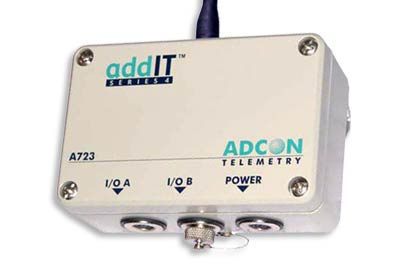 addIT™
SERIES 4
ADCON
TELEMETRY
A723
I/O A
I/O B
POWER